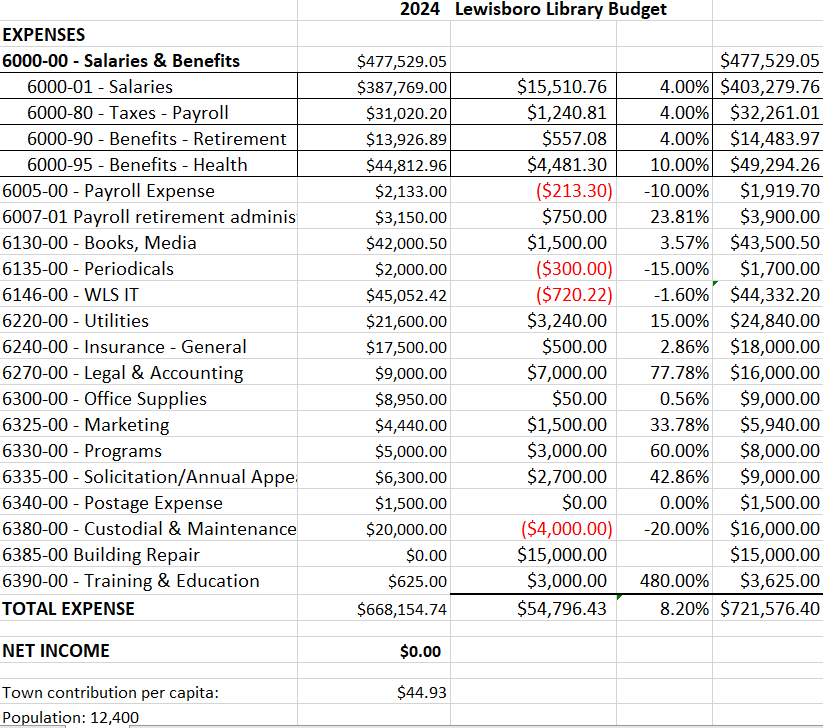 2024 Lewisboro Library Budget
EXPENSES
6000-00 - Salaries & Benefits $477,529.05 $477,529.05
6000-01 - Salaries $387,769.00 $15,510.76 4.00% $403,279.76
6000-80 - Taxes - Payroll $31,020.20 $1,240.81 4.00% $32,261.01
6000-90 - Benefits - Retirement $13,926.89 $557.08 4.00% $14,483.97
6000-95 - Benefits - Health $44,812.96 $4,481.30 10.00% $49,294.26
6005-00 - Payroll Expense $2,133.00 ($213.30) -10.00% $1,919.70
6007-01 Payroll retirement adminis $3,150.00 $750.00 23.81% $3,900.00
6130-00 - Books, Media $42,000.50 $1,500.00 3.57% $43,500.50
6135-00 - Periodicals $2,000.00 ($300.00) -15.00% $1,700.00
6146-00 - WLS IT $45,052.42 ($720.22) -1.60% $44,332.20
6220-00 - Utilities $21,600.00 $3,240.00 15.00% $24,840.00
6240-00 - Insurance - General $17,500.00 $500.00 2.86% $18,000.00
6270-00 - Legal & Accounting $9,000.00 $7,000.00 77.78% $16,000.00
6300-00 - Office Supplies $8,950.00 $50.00 0.56% $9,000.00
6325-00 - Marketing $4,440.00 $1,500.00 33.78% $5,940.00
6330-00 - Programs $5,000.00 $3,000.00 60.00% $8,000.00
6335-00 - Solicitation/Annual Appe $6,300.00 $2,700.00 42.86% $9,000.00
6340-00 - Postage Expense $1,500.00 $0.00 0.00% $1,500.00
6380-00 - Custodial & Maintenance $20,000.00 ($4,000.00) -20.00% $16,000.00
6385-00 Building Repair $0.00 $15,000.00 $15,000.00
6390-00 - Training & Education $625.00 $3,000.00 480.00% $3,625.00
TOTAL EXPENSE $668,154.74 $54,796.43 8.20% $721,576.40
NET INCOME $0.00
Town contribution per capita: $44.93
Population: 12,400